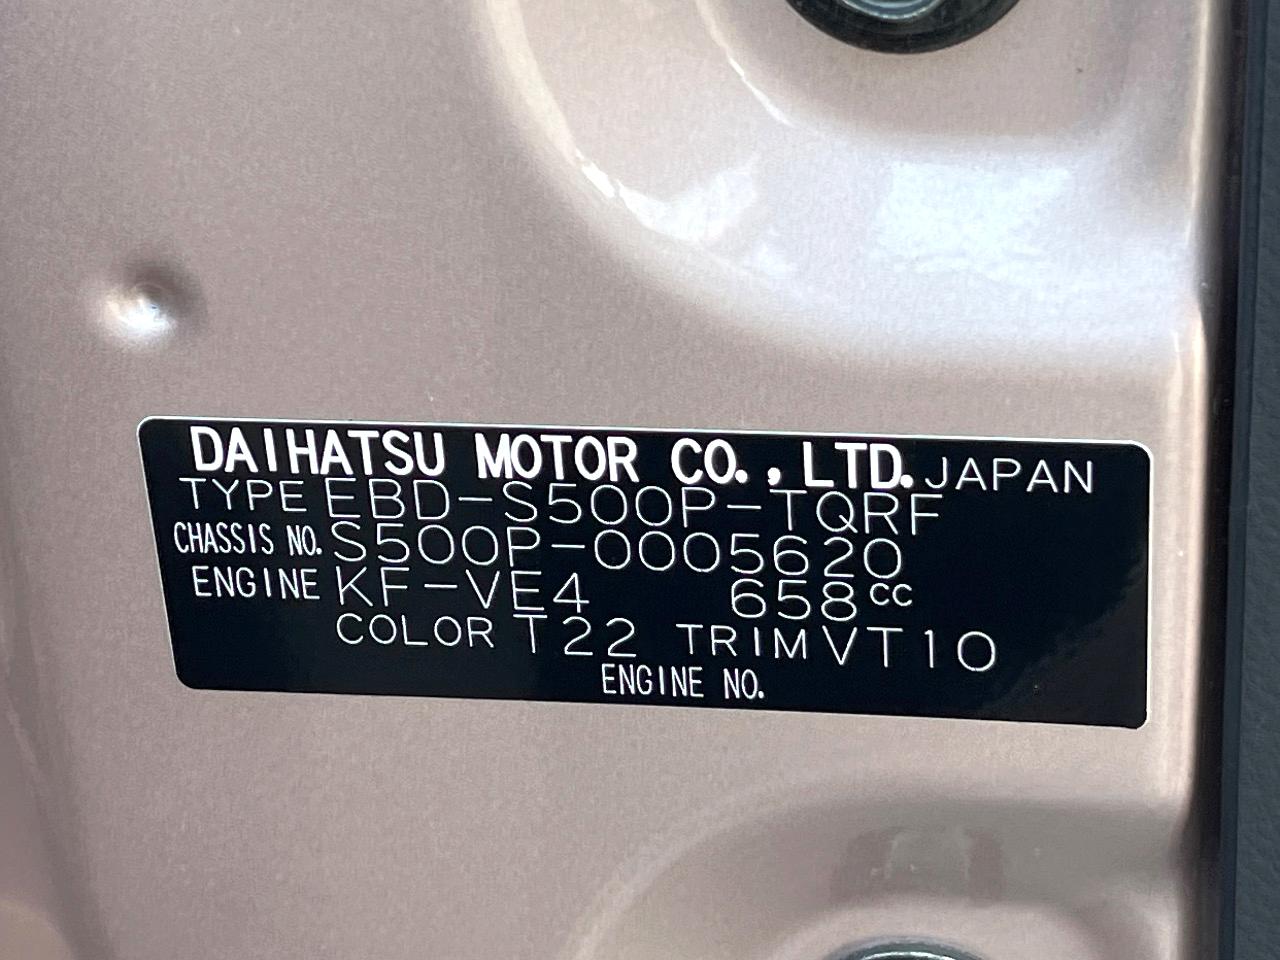 DAIHATSU MOTOR CO., LTD. JAPAN
TYPE EBD-S500P-TQRF
CHASSIS NO. S500P-0005620
ENGINE KF-VE4 658cc
COLOR T22 TRIM VT10
ENGINE NO.